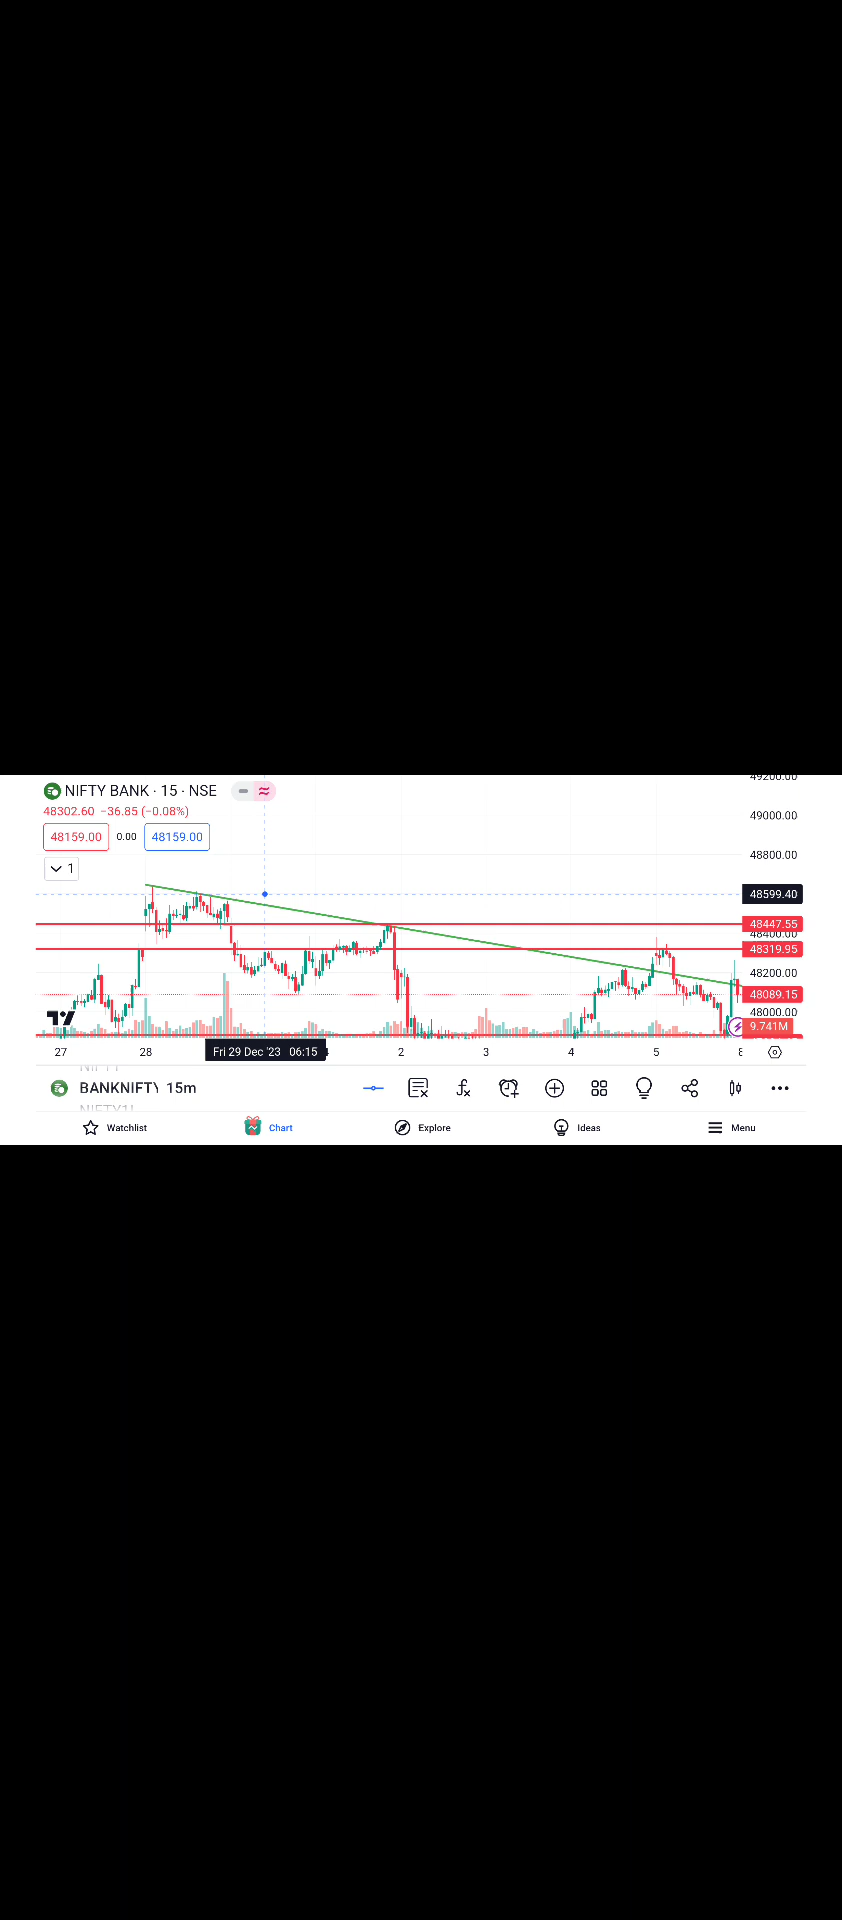 49200.00
NIFTY BANK · 15 · NSE
48302.60 −36.85 (−0.08%)
49000.00
48159.00 0.00 48159.00
48800.00
1
48599.40
48447.55
48400.00
48319.95
48200.00
48089.15
48000.00
9.741M
27 28 Fri 29 Dec '23 06:15 2 3 4 5
NIFTY
BANKNIFTY 15m
NIFTY1!
Watchlist Chart Explore Ideas Menu